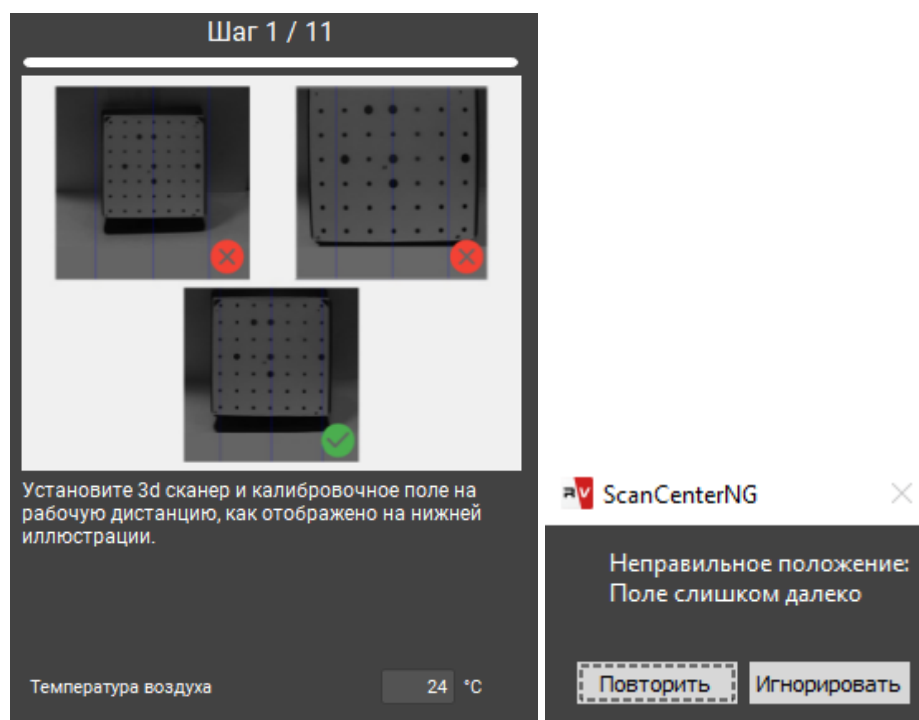 Шаг 1 / 11
Установите 3d сканер и калибровочное поле на
рабочую дистанцию, как отображено на нижней
иллюстрации.
Температура воздуха
24 °C
ScanCenterNG
Неправильное положение:
Поле слишком далеко
Повторить
Игнорировать